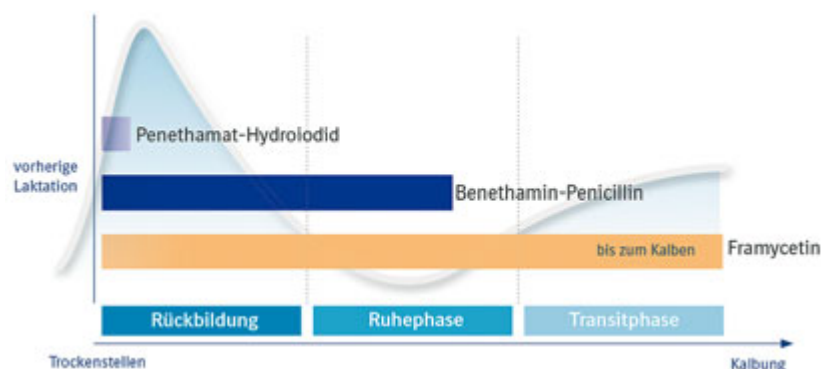 Penethamat-Hydroiodid
vorherige
Laktation
Benethamin-Penicillin
bis zum Kalben
Framycetin
Rückbildung
Ruhephase
Transitphase
Trockenstellen
Kalbung